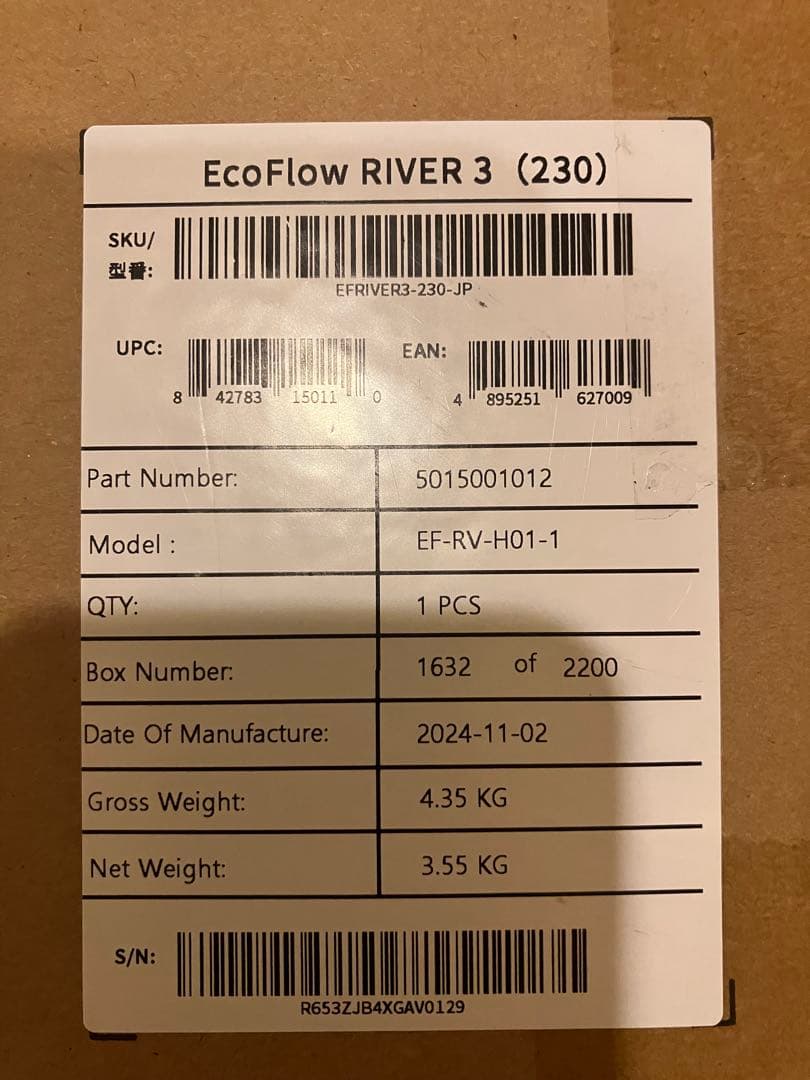 EcoFlow RIVER 3（230）
SKU/
型番:
EFRIVER3-230-JP
UPC:
8 42783 15011 0
EAN:
4 895251 627009
Part Number: 5015001012
Model : EF-RV-H01-1
QTY: 1 PCS
Box Number: 1632 of 2200
Date Of Manufacture: 2024-11-02
Gross Weight: 4.35 KG
Net Weight: 3.55 KG
S/N:
R653ZJB4XGAV0129